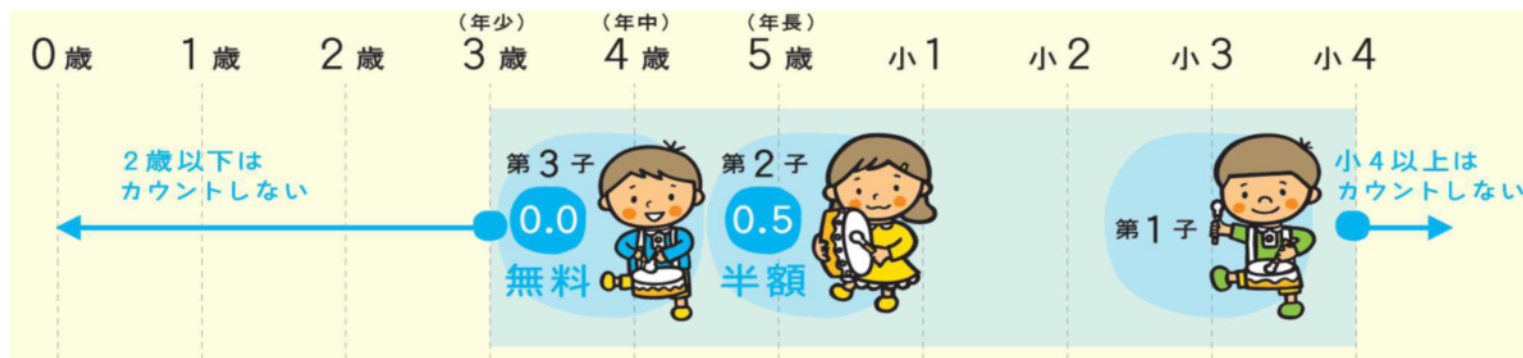 （年少） （年中） （年長）
0歳 1歳 2歳 3歳 4歳 5歳 小1 小2 小3 小4
2歳以下は
カウントしない
第3子
0.0
無料
第2子
0.5
半額
第1子
小4以上は
カウントしない